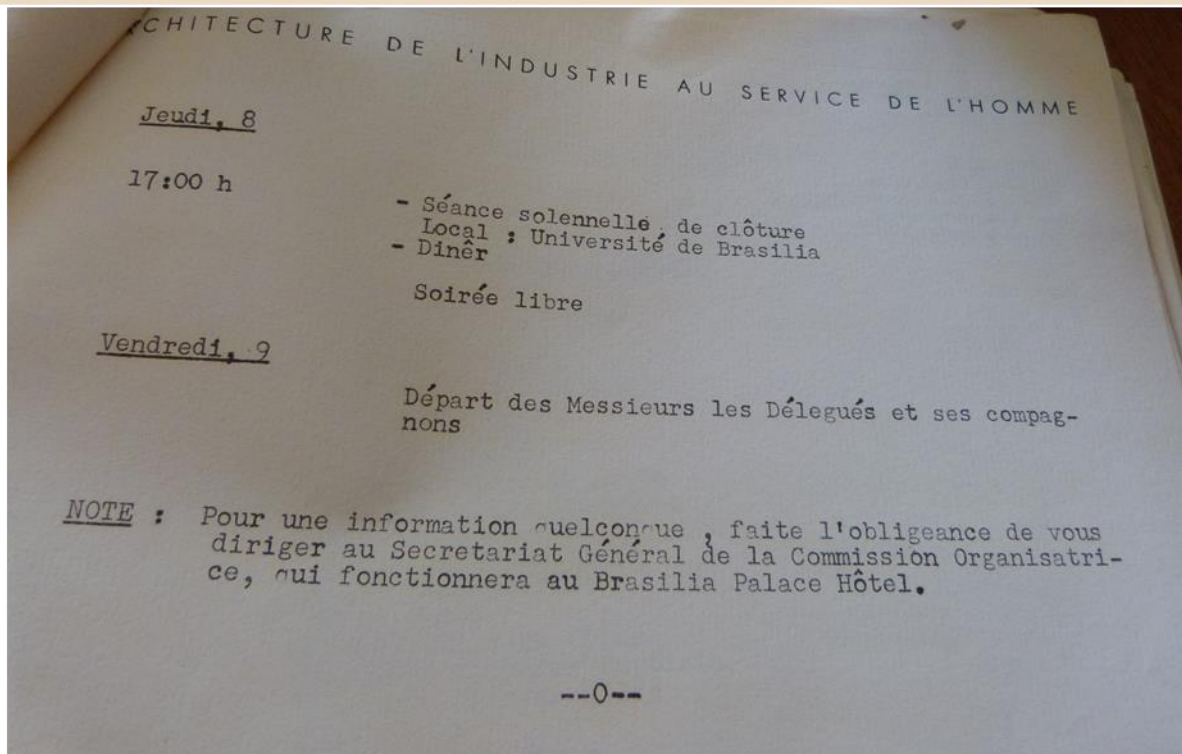 CHITECTURE DE L'INDUSTRIE AU SERVICE DE L'HOMME
Jeudi, 8
17:00 h
- Séance solennelle de clôture
Local : Université de Brasilia
- Dinêr
Soirée libre
Vendredi, 9
Départ des Messieurs les Délegués et ses compag-
nons
NOTE : Pour une information quelconque , faite l'obligeance de vous
diriger au Secretariat Général de la Commission Organisatri-
ce, qui fonctionnera au Brasilia Palace Hôtel.
--0--